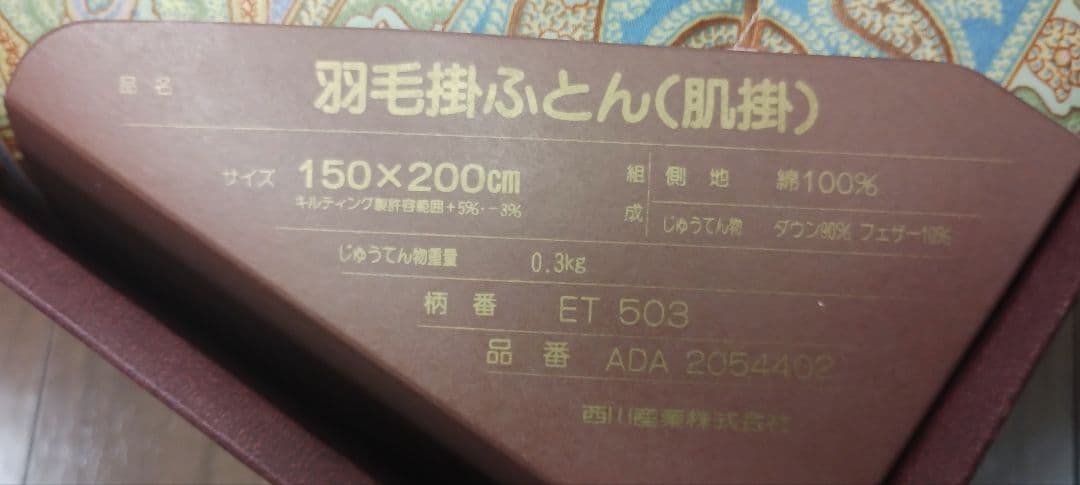 品名 羽毛掛ふとん(肌掛)
サイズ 150×200cm
キルティング製許容範囲+5%・-3%
組成 側地 綿100%
じゅうてん物 ダウン90% フェザー10%
じゅうてん物重量 0.3kg
柄番 ET 503
品番 ADA 2054402
西川産業株式会社